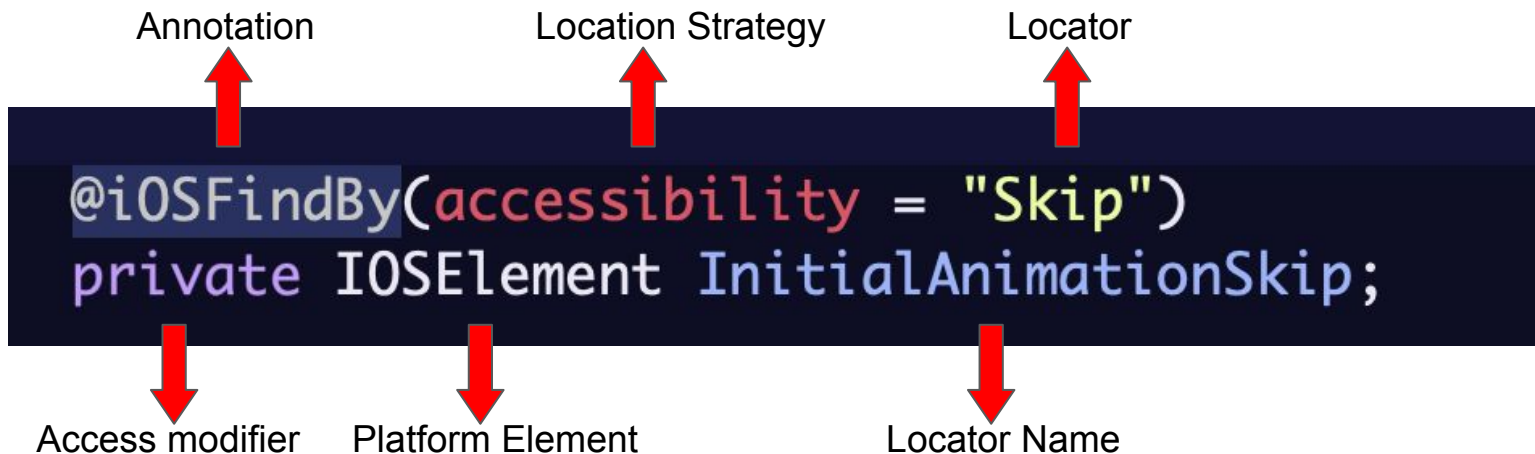 Annotation Location Strategy Locator
@iOSFindBy(accessibility = "Skip")
private IOSElement InitialAnimationSkip;
Access modifier Platform Element Locator Name